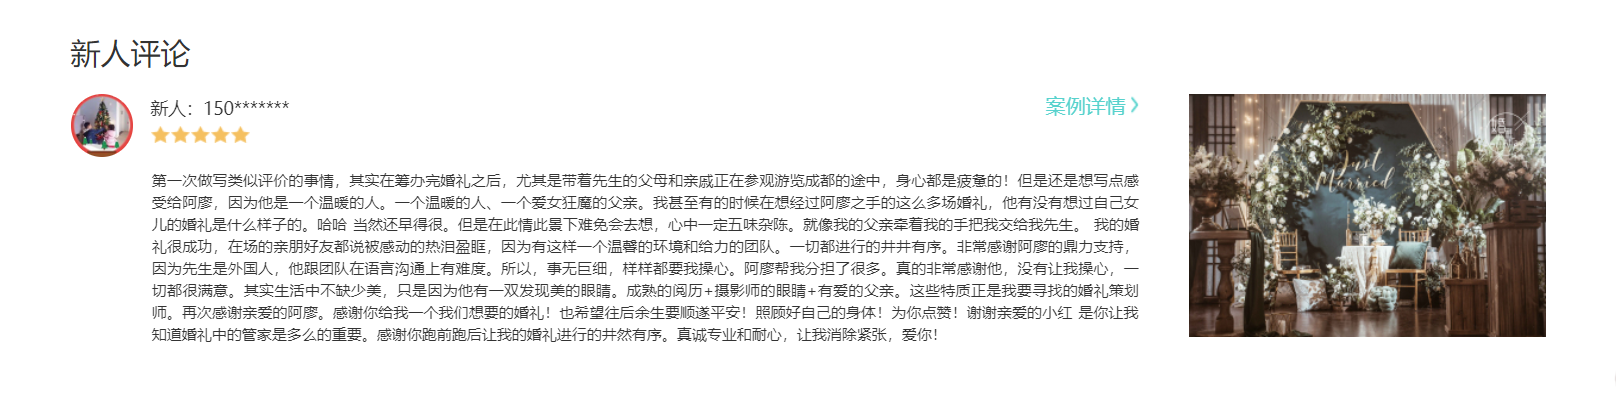 新人评论
新人：150*******
案例详情 》
第一次做写类似评价的事情，其实在筹办完婚礼之后，尤其是带着先生的父母和亲戚正在参观游览成都的途中，身心都是疲惫的！但是还是想写点感
受给阿廖，因为他是一个温暖的人。一个温暖的人、一个爱女狂魔的父亲。我甚至有的时候在想经过阿廖之手的这么多场婚礼，他有没有想过自己女
儿的婚礼是什么样子的。哈哈 当然还早得很。但是在此情此景下难免会去想，心中一定五味杂陈。就像我的父亲牵着我的手把我交给我先生。 我的婚
礼很成功，在场的亲朋好友都说被感动的热泪盈眶，因为有这样一个温馨的环境和给力的团队。一切都进行的井井有序。非常感谢阿廖的鼎力支持，
因为先生是外国人，他跟团队在语言沟通上有难度。所以，事无巨细，样样都要我操心。阿廖帮我分担了很多。真的非常感谢他，没有让我操心，一
切都很满意。其实生活中不缺少美，只是因为他有一双发现美的眼睛。成熟的阅历+摄影师的眼睛+有爱的父亲。这些特质正是我要寻找的婚礼策划
师。再次感谢亲爱的阿廖。感谢你给我一个我们想要的婚礼！也希望往后余生要顺遂平安！照顾好自己的身体！为你点赞！谢谢亲爱的小红 是你让我
知道婚礼中的管家是多么的重要。感谢你跑前跑后让我的婚礼进行的井然有序。真诚专业和耐心，让我消除紧张，爱你！
Just
Married